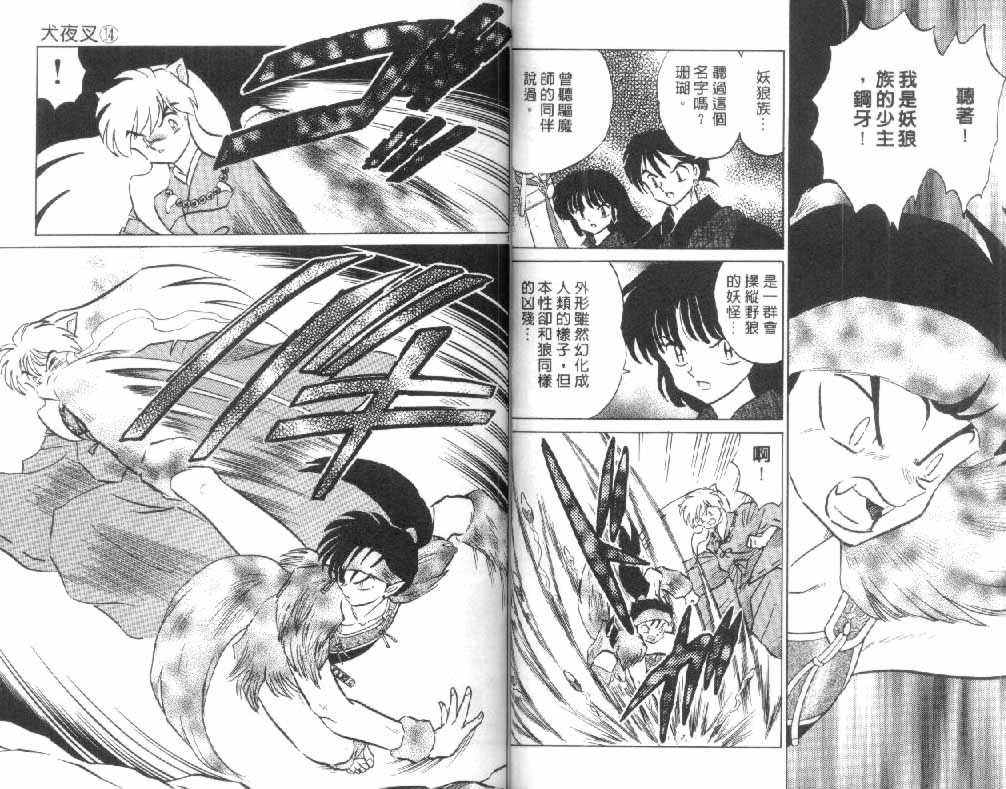 聽著！
我是妖狼
族的少主
，鋼牙！
妖狼族…
聽過這個
名字嗎？
珊瑚。
曾聽驅魔
師的同伴
說過。
是一群會
操縱野狼
的妖怪…
外形雖然幻化成
人類的樣子，但
本性卻和狼同樣
的凶殘…
啊！
犬夜叉⑭
！